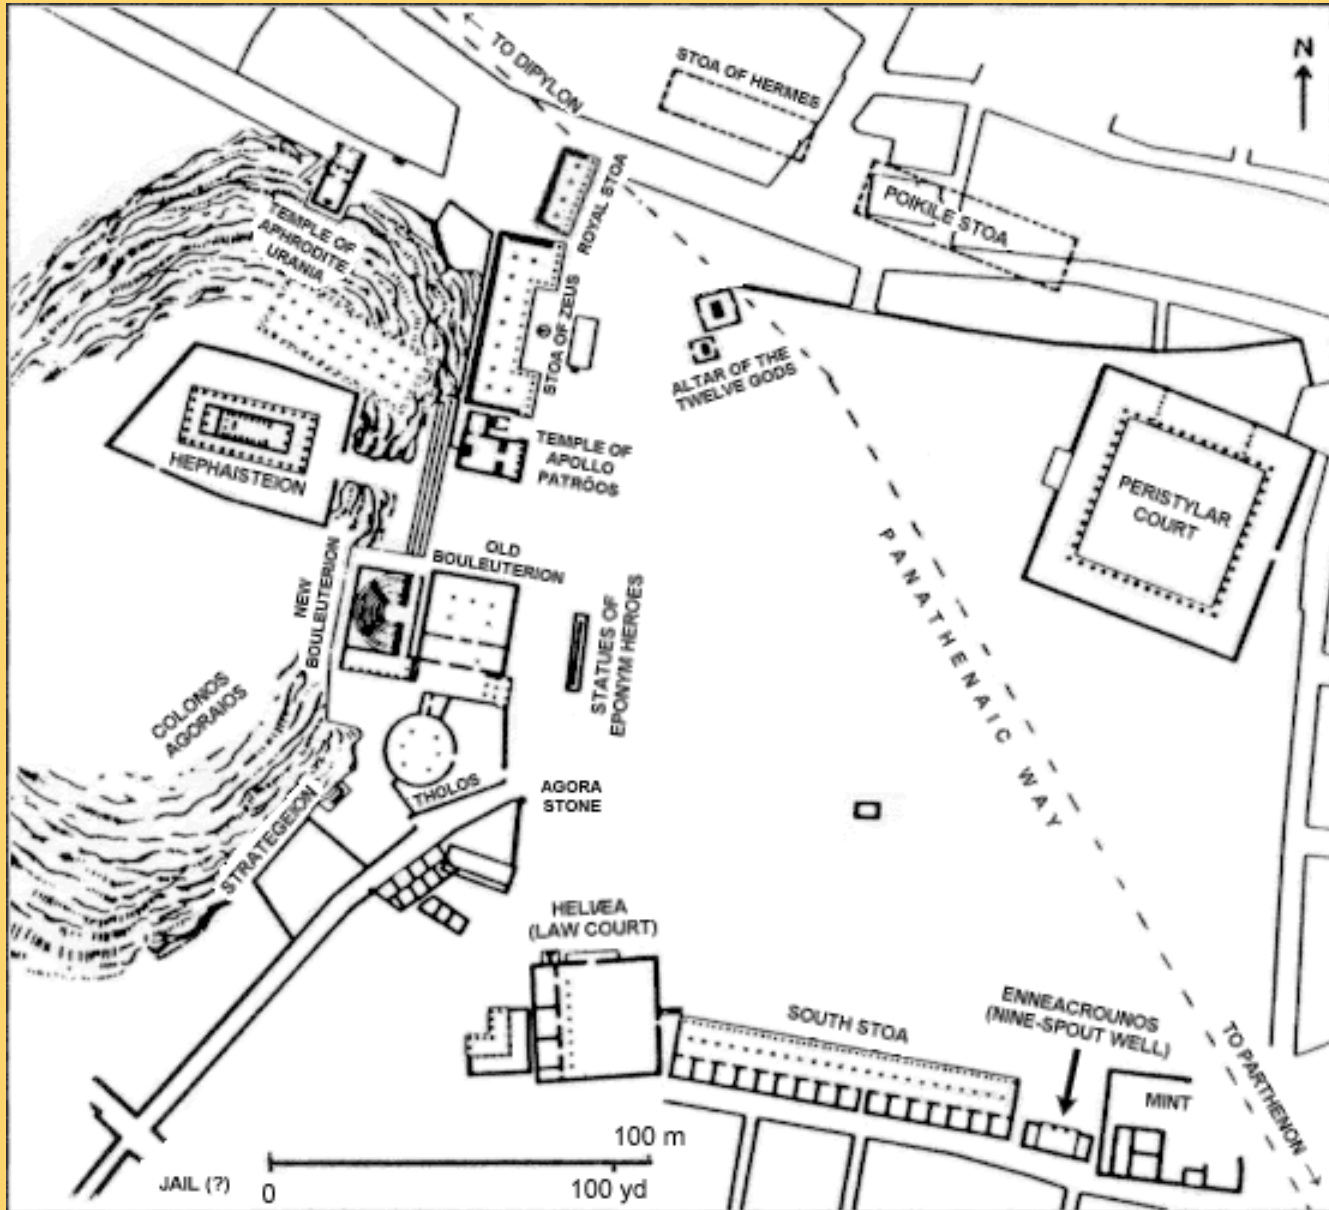 N
← TO DIPYLON
STOA OF HERMES
ROYAL STOA
POIKILE STOA
TEMPLE OF
APHRODITE
URANIA
STOA OF ZEUS
ALTAR OF THE
TWELVE GODS
HEPHAISTEION
TEMPLE OF
APOLLO
PATRÓOS
PERISTYLAR
COURT
PANATHENAIC WAY
OLD
BOULEUTERION
NEW
BOULEUTERION
STATUES OF
EPONYM HEROES
COLONOS
AGORAIOS
THOLOS
AGORA
STONE
STRATEGEION
HELIÆA
(LAW COURT)
SOUTH STOA
ENNEACROUNOS
(NINE-SPOUT WELL)
MINT
TO PARTHENON →
JAIL (?)
100 m
0
100 yd